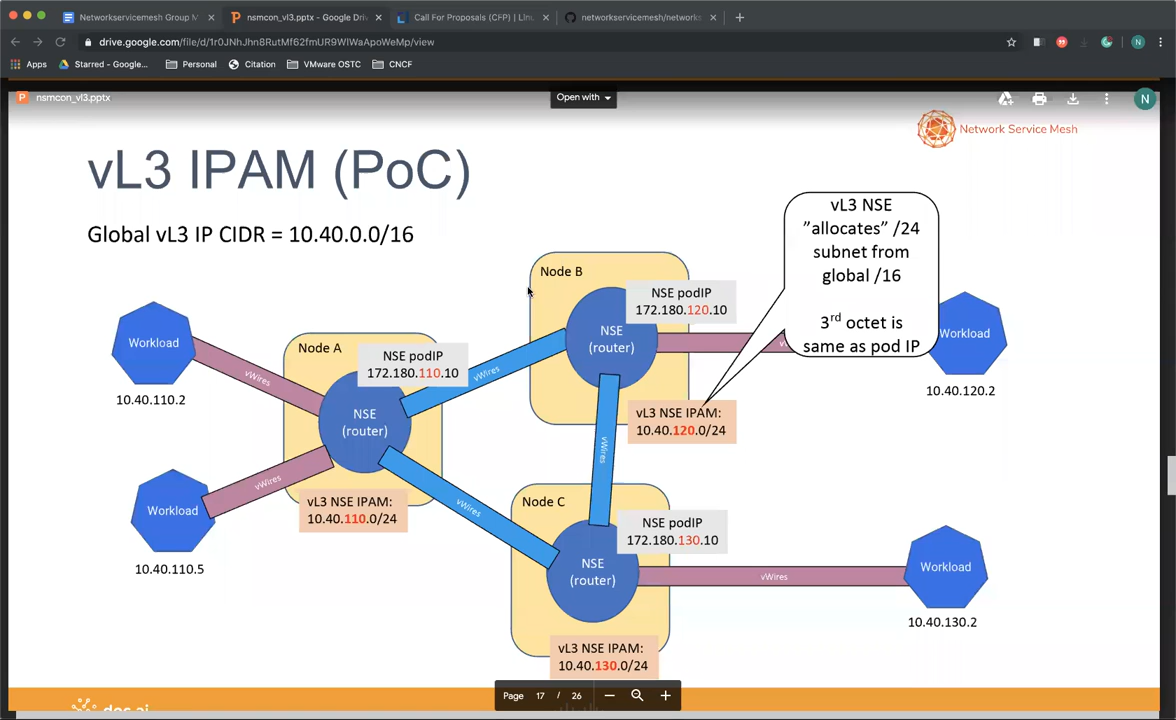 Networkservicemesh Group M
nsmcon_vl3.pptx - Google Dri
Call For Proposals (CFP) | Lin
networkservicemesh/networks
drive.google.com/file/d/1r0JNhJhn8RutMf62fmUR9WIWaApoWeMp/view
Apps
Starred - Google...
Personal
Citation
VMware OSTC
CNCF
P
nsmcon_vl3.pptx
Open with
N
Network Service Mesh
vL3 IPAM (PoC)
Global vL3 IP CIDR = 10.40.0.0/16
vL3 NSE
”allocates” /24
subnet from
global /16
3rd octet is
same as pod IP
Node B
NSE podIP
172.180.120.10
NSE
(router)
Workload
10.40.120.2
vL3 NSE IPAM:
10.40.120.0/24
Workload
10.40.110.2
vWires
Node A
NSE podIP
172.180.110.10
vWires
NSE
(router)
vWires
vWires
vWires
Workload
10.40.110.5
vL3 NSE IPAM:
10.40.110.0/24
Node C
NSE podIP
172.180.130.10
NSE
(router)
vWires
Workload
10.40.130.2
vL3 NSE IPAM:
10.40.130.0/24
Page 17 / 26
doc.ai